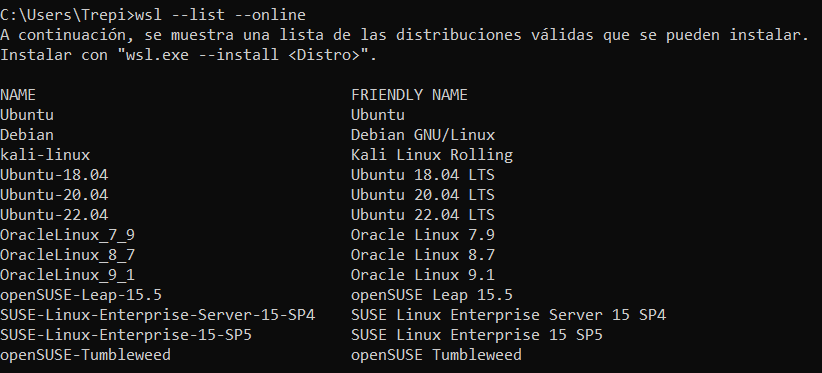 C:\Users\Trepi>wsl --list --online
A continuación, se muestra una lista de las distribuciones válidas que se pueden instalar.
Instalar con "wsl.exe --install <Distro>".

NAME                                   FRIENDLY NAME
Ubuntu                                 Ubuntu
Debian                                 Debian GNU/Linux
kali-linux                             Kali Linux Rolling
Ubuntu-18.04                           Ubuntu 18.04 LTS
Ubuntu-20.04                           Ubuntu 20.04 LTS
Ubuntu-22.04                           Ubuntu 22.04 LTS
OracleLinux_7_9                        Oracle Linux 7.9
OracleLinux_8_7                        Oracle Linux 8.7
OracleLinux_9_1                        Oracle Linux 9.1
openSUSE-Leap-15.5                     openSUSE Leap 15.5
SUSE-Linux-Enterprise-Server-15-SP4    SUSE Linux Enterprise Server 15 SP4
SUSE-Linux-Enterprise-15-SP5           SUSE Linux Enterprise 15 SP5
openSUSE-Tumbleweed                    openSUSE Tumbleweed